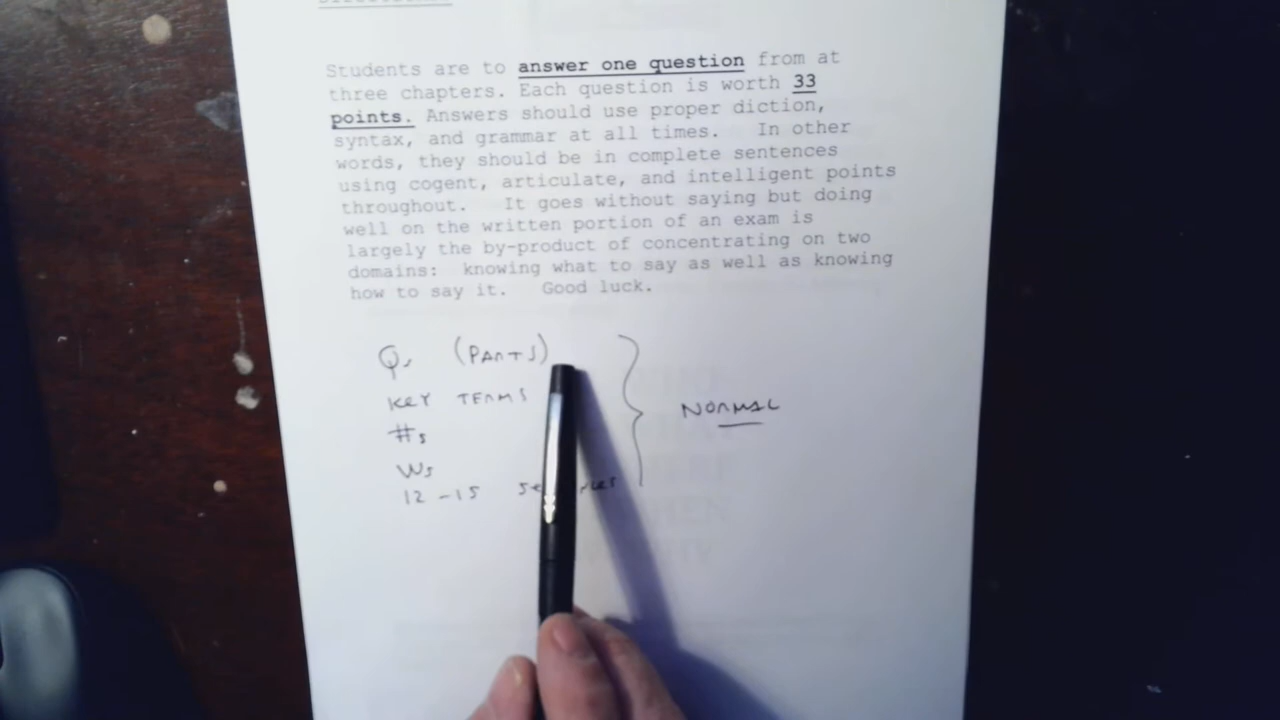 Students are to answer one question from at
three chapters. Each question is worth 33
points. Answers should use proper diction,
syntax, and grammar at all times. In other
words, they should be in complete sentences
using cogent, articulate, and intelligent points
throughout. It goes without saying but doing
well on the written portion of an exam is
largely the by-product of concentrating on two
domains: knowing what to say as well as knowing
how to say it. Good luck.
Qs (PARTS)
KEY TERMS
#s
Ws
12-15
NORMAL